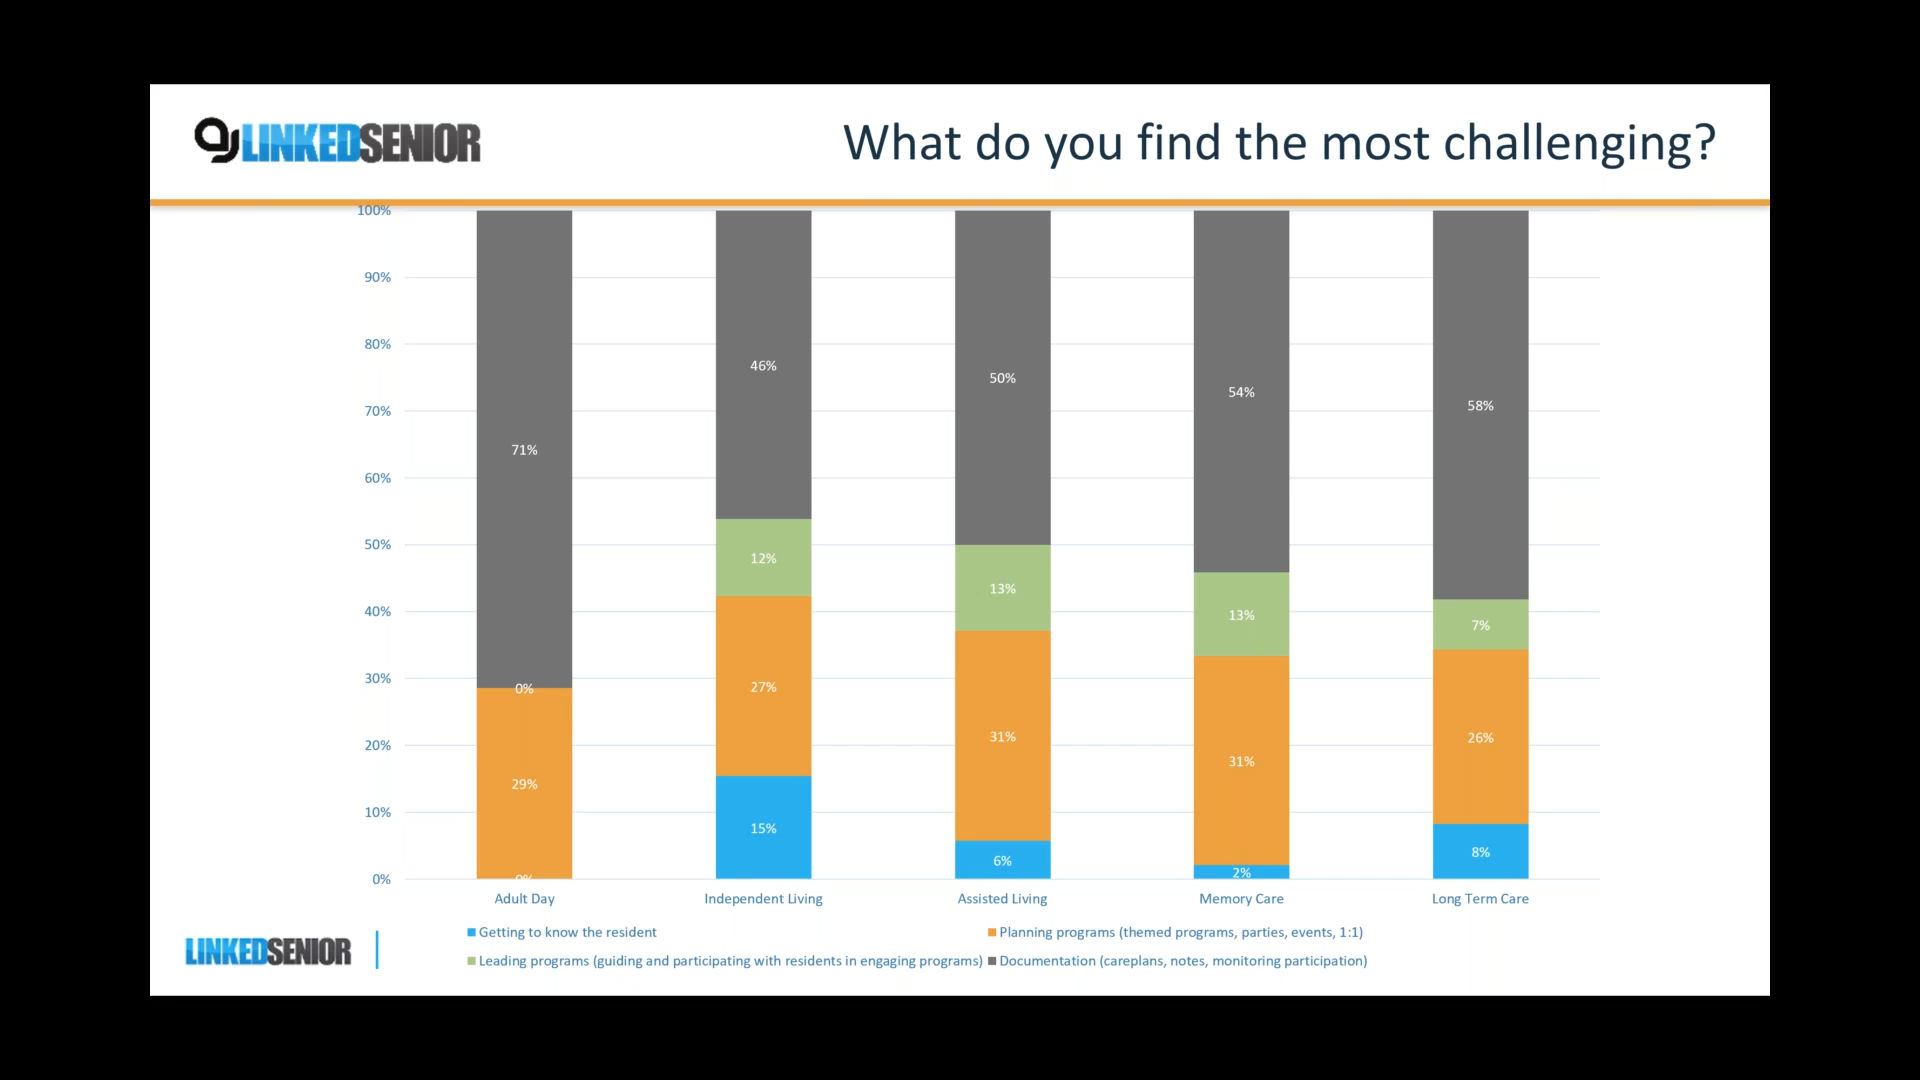 LINKEDSENIOR
What do you find the most challenging?
100%
90%
80%
70%
60%
50%
40%
30%
20%
10%
0%
71%
0%
29%
0%
46%
12%
27%
15%
50%
13%
31%
6%
54%
13%
31%
2%
58%
7%
26%
8%
Adult Day
Independent Living
Assisted Living
Memory Care
Long Term Care
Getting to know the resident
Planning programs (themed programs, parties, events, 1:1)
Leading programs (guiding and participating with residents in engaging programs)
Documentation (careplans, notes, monitoring participation)
LINKEDSENIOR